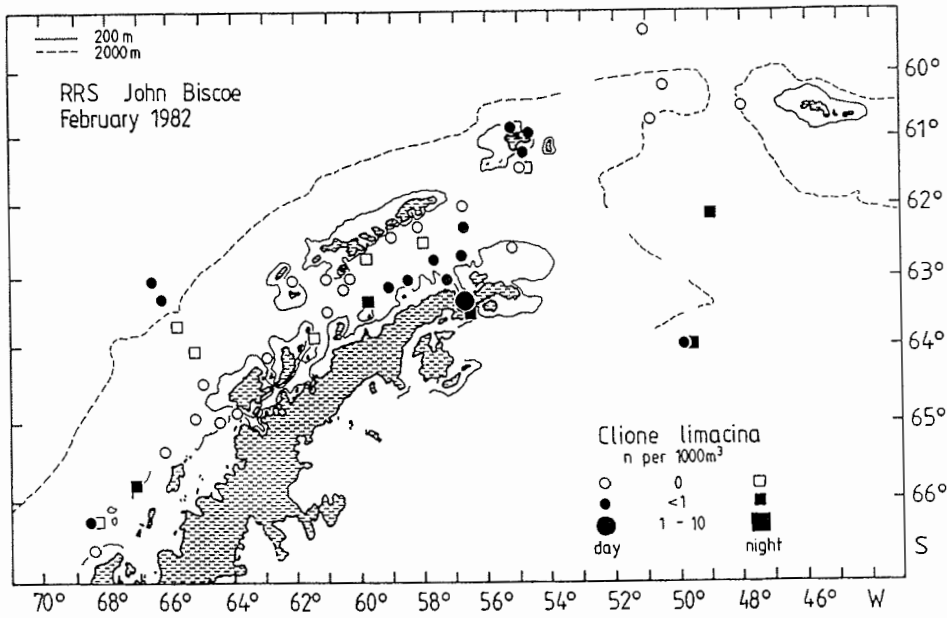 200 m
2000 m
RRS John Biscoe
February 1982
60°
61°
62°
63°
64°
65°
66°
S
Clione limacina
n per 1000m³
0
<1
1 - 10
day night
70° 68° 66° 64° 62° 60° 58° 56° 54° 52° 50° 48° 46° W